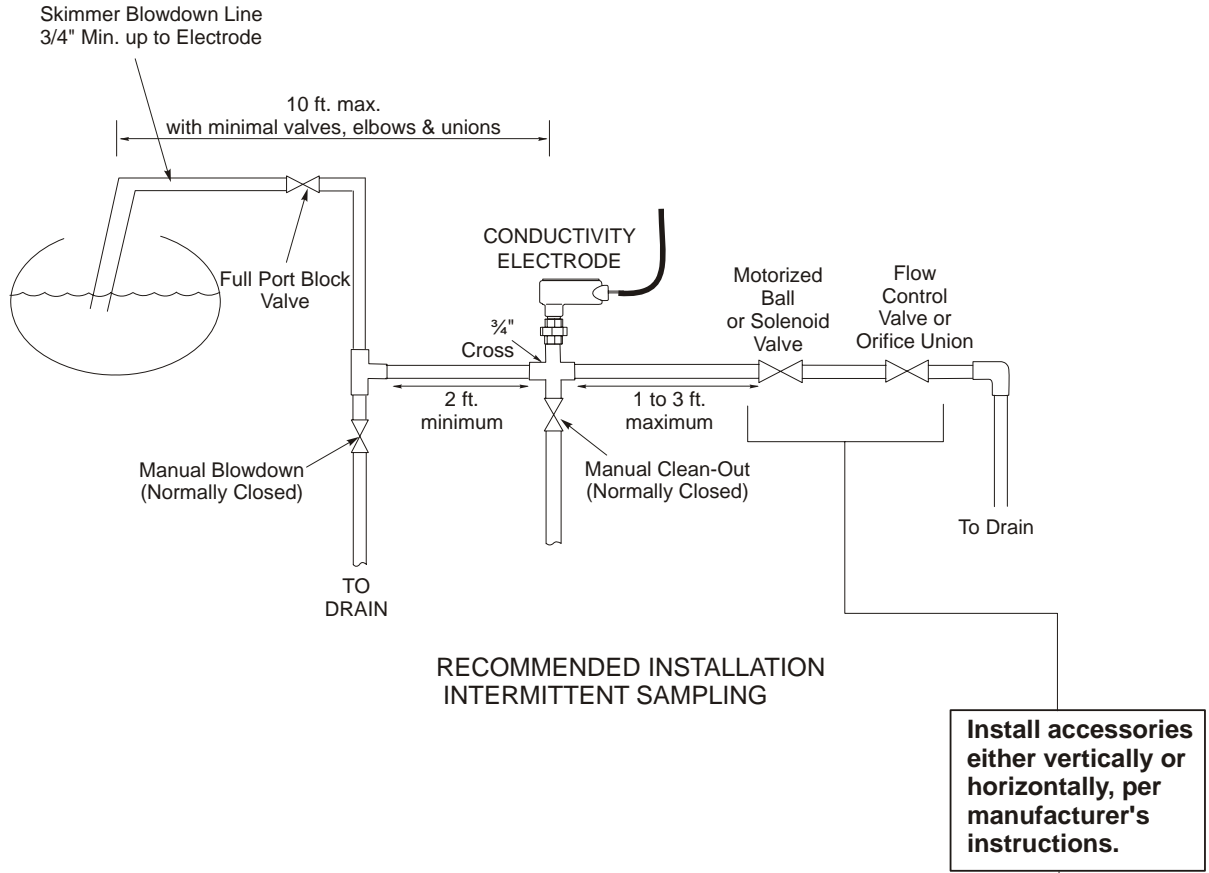 Skimmer Blowdown Line
3/4" Min. up to Electrode
10 ft. max.
with minimal valves, elbows & unions
CONDUCTIVITY
ELECTRODE
Full Port Block
Valve
Motorized
Ball
or Solenoid
Valve
Flow
Control
Valve or
Orifice Union
¾"
Cross
2 ft.
minimum
1 to 3 ft.
maximum
Manual Blowdown
(Normally Closed)
Manual Clean-Out
(Normally Closed)
To Drain
TO
DRAIN
RECOMMENDED INSTALLATION
INTERMITTENT SAMPLING
Install accessories
either vertically or
horizontally, per
manufacturer's
instructions.